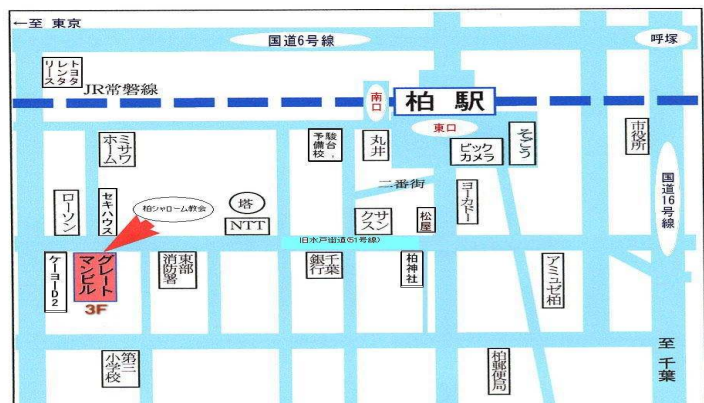 ←至 東京
国道6号線
呼塚
トヨタ
レンタ
リース
JR常磐線
南口
柏 駅
東口
ミサワ
ホーム
駿台
予備校
丸井
ビック
カメラ
そごう
市役所
二番街
ヨーカドー
国道16号線
ローソン
セキハウス
柏シャローム教会
塔
NTT
サン
クス
松屋
旧水戸街道(51号線)
ケーヨーD2
グレート
マンビル
3F
東部
消防署
千葉
銀行
柏神社
アミュゼ柏
第三
小学校
柏郵便局
至 千葉